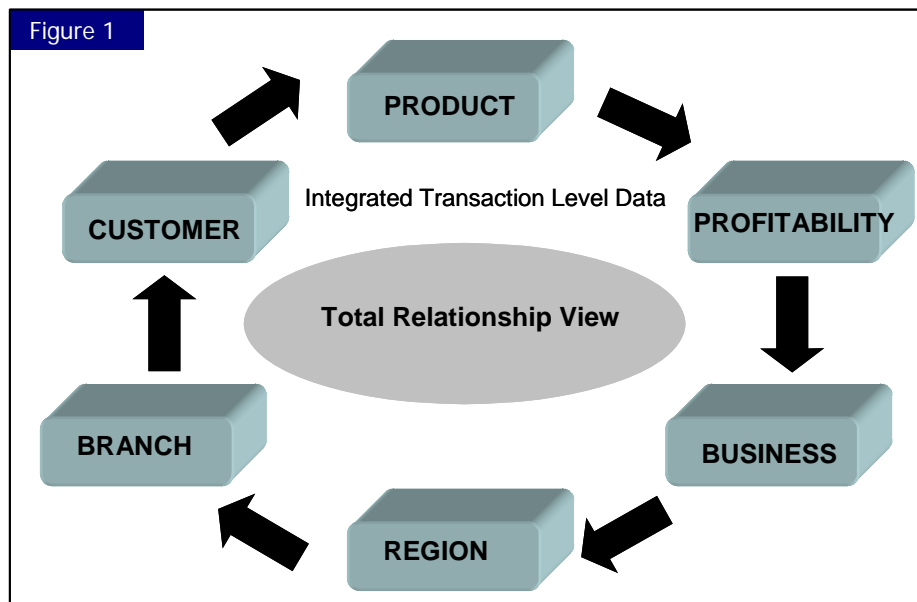 Figure 1
PRODUCT
Integrated Transaction Level Data
CUSTOMER
PROFITABILITY
Total Relationship View
BRANCH
BUSINESS
REGION